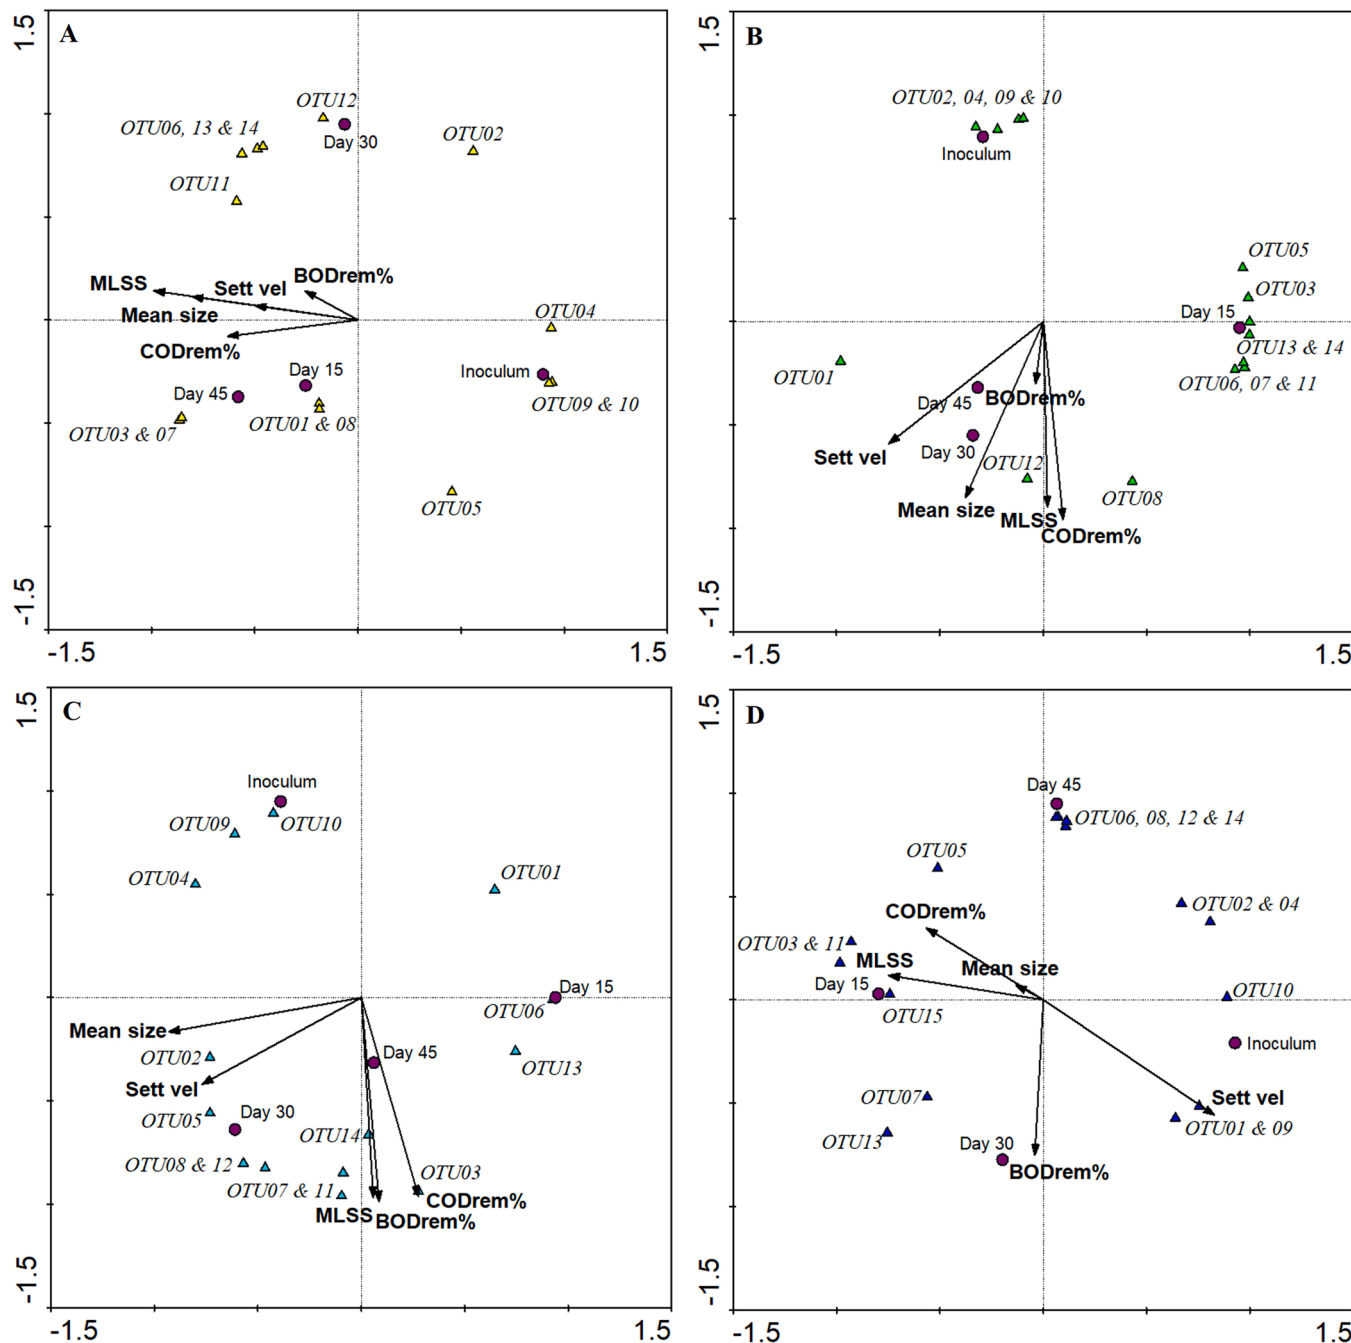 A
1.5
OTU12
Day 30
OTU06, 13 & 14
OTU02
OTU11
MLSS
Sett vel
BODrem%
Mean size
CODrem%
OTU04
Day 15
Inoculum
Day 45
OTU09 & 10
OTU01 & 08
OTU03 & 07
OTU05
-1.5
-1.5
1.5
B
1.5
OTU02, 04, 09 & 10
Inoculum
OTU05
OTU03
Day 15
OTU13 & 14
OTU01
OTU06, 07 & 11
BODrem%
Day 45
Sett vel
Day 30
OTU12
OTU08
Mean size
MLSS
CODrem%
-1.5
-1.5
1.5
C
1.5
Inoculum
OTU09
OTU10
OTU04
OTU01
Day 15
OTU06
Mean size
OTU02
Day 45
OTU13
Sett vel
OTU05
Day 30
OTU14
OTU08 & 12
OTU03
OTU07 & 11
CODrem%
MLSS
BODrem%
-1.5
-1.5
1.5
D
1.5
Day 45
OTU06, 08, 12 & 14
OTU05
CODrem%
OTU02 & 04
OTU03 & 11
MLSS
Mean size
Day 15
OTU10
OTU15
Inoculum
OTU07
Sett vel
OTU01 & 09
OTU13
Day 30
BODrem%
-1.5
-1.5
1.5